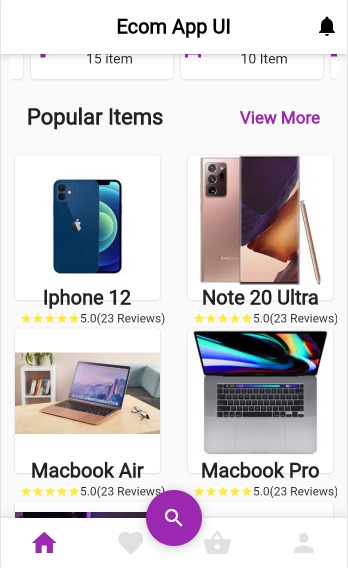 Ecom App UI
15 item
10 Item
Popular Items
View More
Iphone 12
Note 20 Ultra
5.0(23 Reviews)
5.0(23 Reviews)
Macbook Air
Macbook Pro
5.0(23 Reviews)
5.0(23 Reviews)